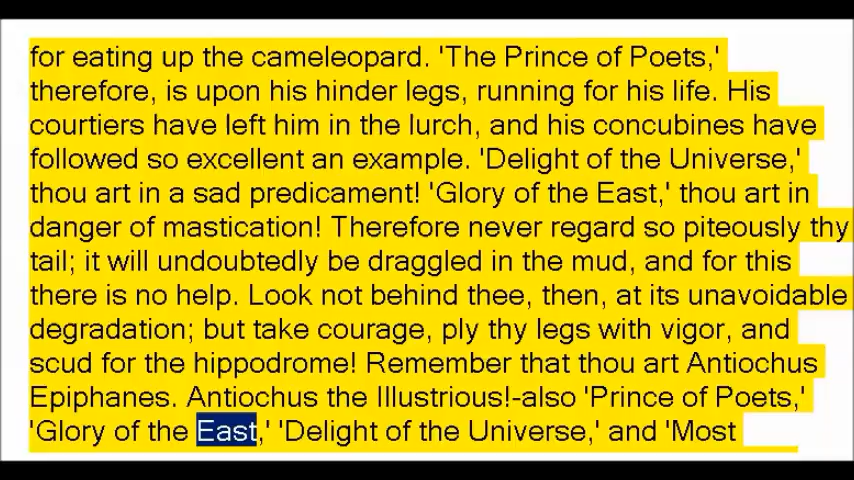 for eating up the cameleopard. 'The Prince of Poets,'
therefore, is upon his hinder legs, running for his life. His
courtiers have left him in the lurch, and his concubines have
followed so excellent an example. 'Delight of the Universe,'
thou art in a sad predicament! 'Glory of the East,' thou art in
danger of mastication! Therefore never regard so piteously thy
tail; it will undoubtedly be draggled in the mud, and for this
there is no help. Look not behind thee, then, at its unavoidable
degradation; but take courage, ply thy legs with vigor, and
scud for the hippodrome! Remember that thou art Antiochus
Epiphanes. Antiochus the Illustrious!-also 'Prince of Poets,'
'Glory of the East,' 'Delight of the Universe,' and 'Most